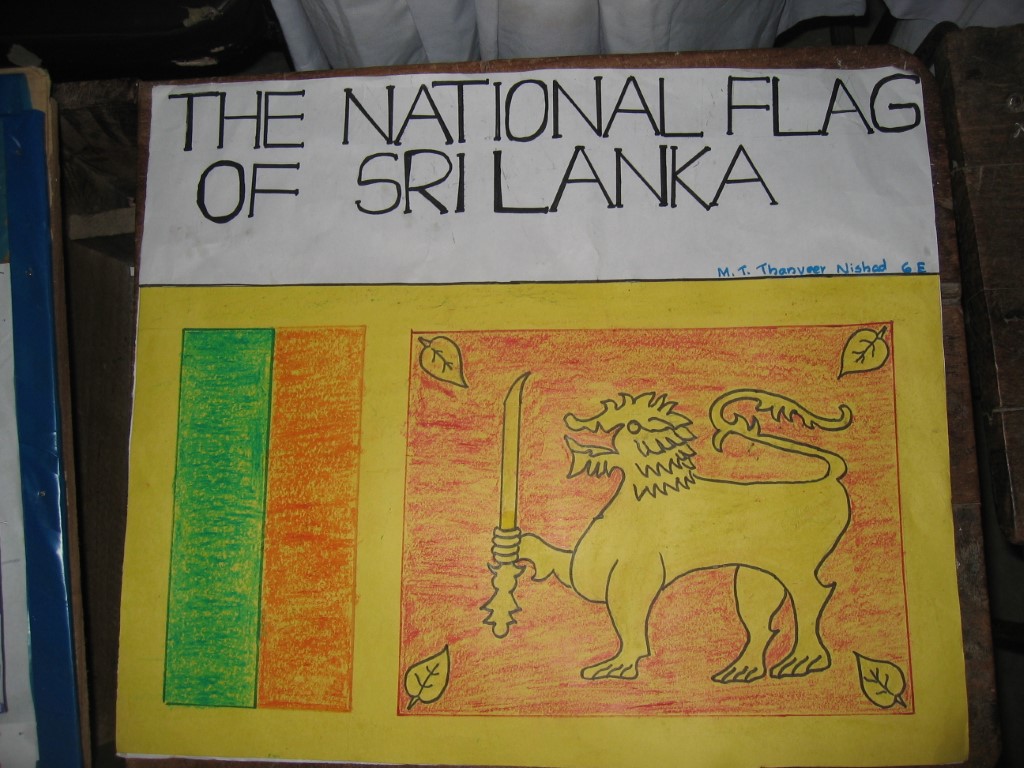 THE NATIONAL FLAG
OF SRI LANKA
M. T. Thanveer Nishad 6 E